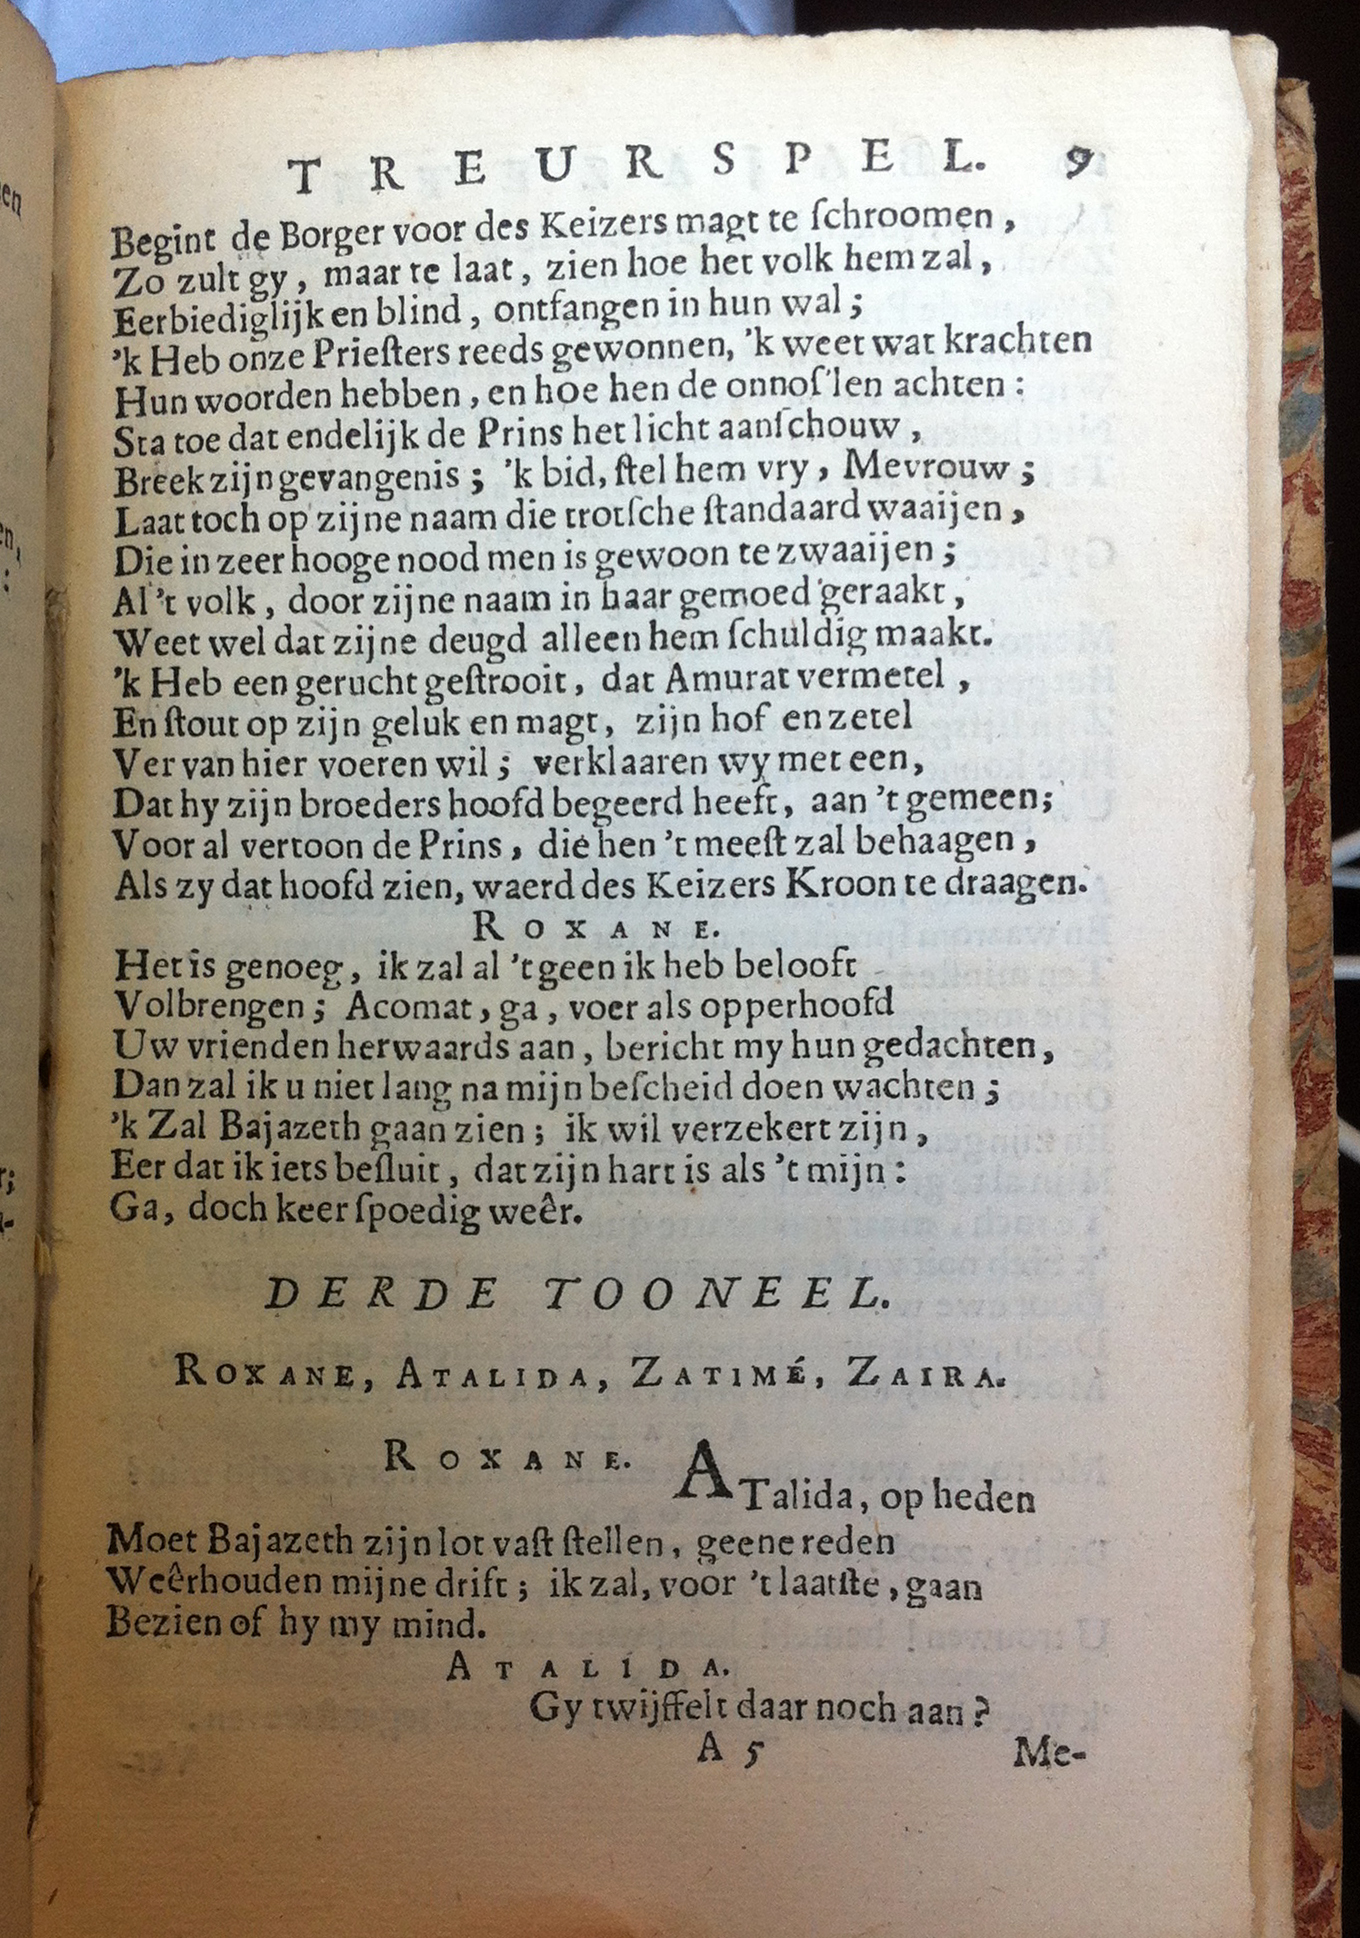 TREURSPEL. 9
Begint de Borger voor des Keizers magt te ſchroomen,
Zo zult gy, maar te laat, zien hoe het volk hem zal,
Eerbiediglijk en blind, ontfangen in hun wal;
'k Heb onze Prieſters reeds gewonnen, 'k weet wat krachten
Hun woorden hebben, en hoe hen de onnoſ'len achten:
Sta toe dat endelijk de Prins het licht aanſchouw,
Breek zijn gevangenis; 'k bid, ſtel hem vry, Mevrouw;
Laat toch op zijne naam die trotſche ſtandaard waaijen,
Die in zeer hooge nood men is gewoon te zwaaijen;
Al 't volk, door zijne naam in haar gemoed geraakt,
Weet wel dat zijne deugd alleen hem ſchuldig maakt.
'k Heb een gerucht geſtrooit, dat Amurat vermetel,
En ſtout op zijn geluk en magt, zijn hof en zetel
Ver van hier voeren wil; verklaaren wy met een,
Dat hy zijn broeders hoofd begeerd heeft, aan 't gemeen;
Voor al vertoon de Prins, die hen 't meeſt zal behaagen,
Als zy dat hoofd zien, waerd des Keizers Kroon te draagen.
ROXANE.
Het is genoeg, ik zal al 't geen ik heb belooft
Volbrengen; Acomat, ga, voer als opperhoofd
Uw vrienden herwaards aan, bericht my hun gedachten,
Dan zal ik u niet lang na mijn beſcheid doen wachten;
'k Zal Bajazeth gaan zien; ik wil verzekert zijn,
Eer dat ik iets beſluit, dat zijn hart is als 't mijn:
Ga, doch keer ſpoedig weêr.
DERDE TOONEEL.
ROXANE, ATALIDA, ZATIMÉ, ZAIRA.
ROXANE. ATalida, op heden
Moet Bajazeth zijn lot vaſt ſtellen, geene reden
Weêrhouden mijne drift; ik zal, voor 't laatſte, gaan
Bezien of hy my mind.
ATALIDA.
Gy twijffelt daar noch aan?
A 5 Me-